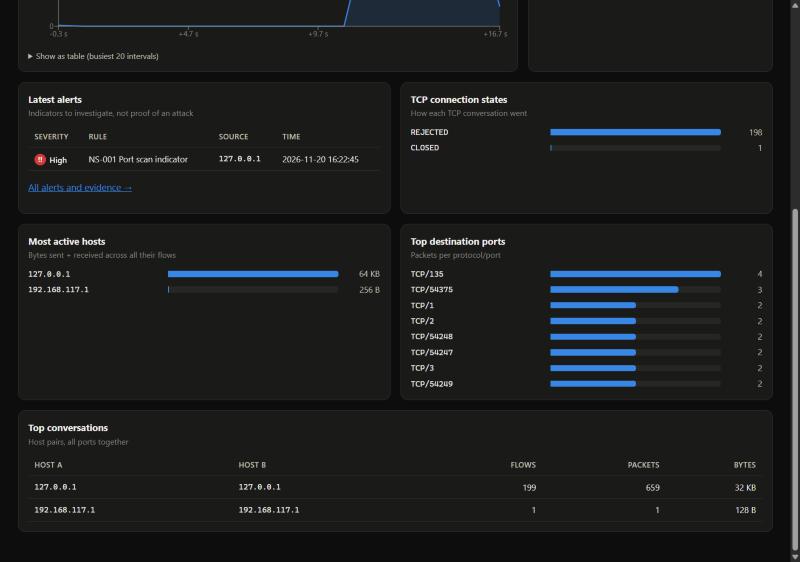 0
-0.3 s +4.7 s +9.7 s +16.7 s
▶ Show as table (busiest 20 intervals)
Latest alerts
Indicators to investigate, not proof of an attack
SEVERITY RULE SOURCE TIME
!! High NS-001 Port scan indicator 127.0.0.1 2026-11-20 16:22:45
All alerts and evidence →
TCP connection states
How each TCP conversation went
REJECTED 198
CLOSED 1
Most active hosts
Bytes sent + received across all their flows
127.0.0.1 64 KB
192.168.117.1 256 B
Top destination ports
Packets per protocol/port
TCP/135 4
TCP/54375 3
TCP/1 2
TCP/2 2
TCP/54248 2
TCP/54247 2
TCP/3 2
TCP/54249 2
Top conversations
Host pairs, all ports together
HOST A HOST B FLOWS PACKETS BYTES
127.0.0.1 127.0.0.1 199 659 32 KB
192.168.117.1 192.168.117.1 1 1 128 B